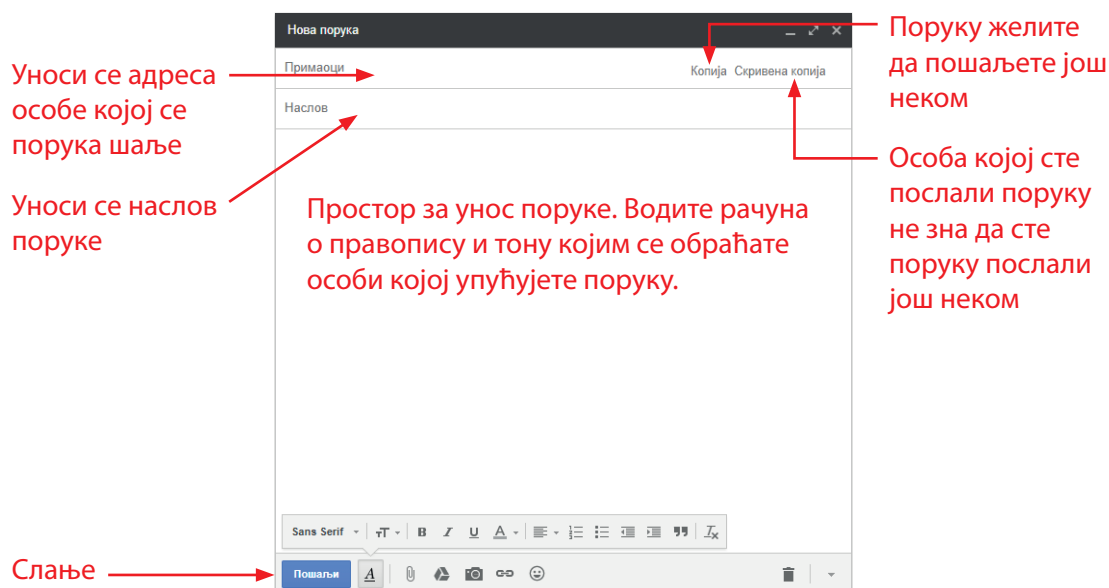 Нова порука
Примаоци
Копија Скривена копија
Наслов
Уноси се адреса
особе којој се
порука шаље
Уноси се наслов
поруке
Поруку желите
да пошаљете још
неком
Особа којој сте
послали поруку
не зна да сте
поруку послали
још неком
Простор за унос поруке. Водите рачуна
о правопису и тону којим се обраћате
особи којој упућујете поруку.
Sans Serif
Слање
Пошаљи